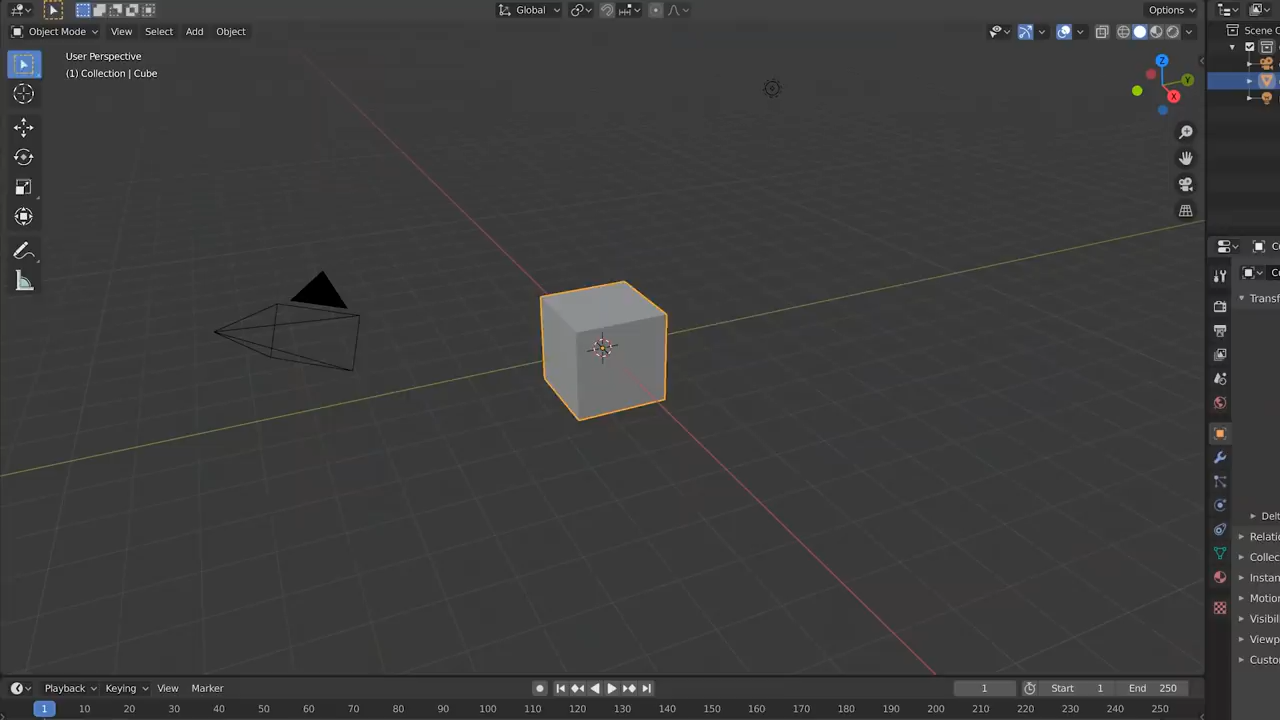 Global
Options
Object Mode View Select Add Object
User Perspective
(1) Collection | Cube
Z
Y
X
Scene C
Transf
Delt
Relatio
Collec
Instan
Motion
Visibil
Viewp
Custo
Playback Keying View Marker
1
Start 1
End 250
1 10 20 30 40 50 60 70 80 90 100 110 120 130 140 150 160 170 180 190 200 210 220 230 240 250